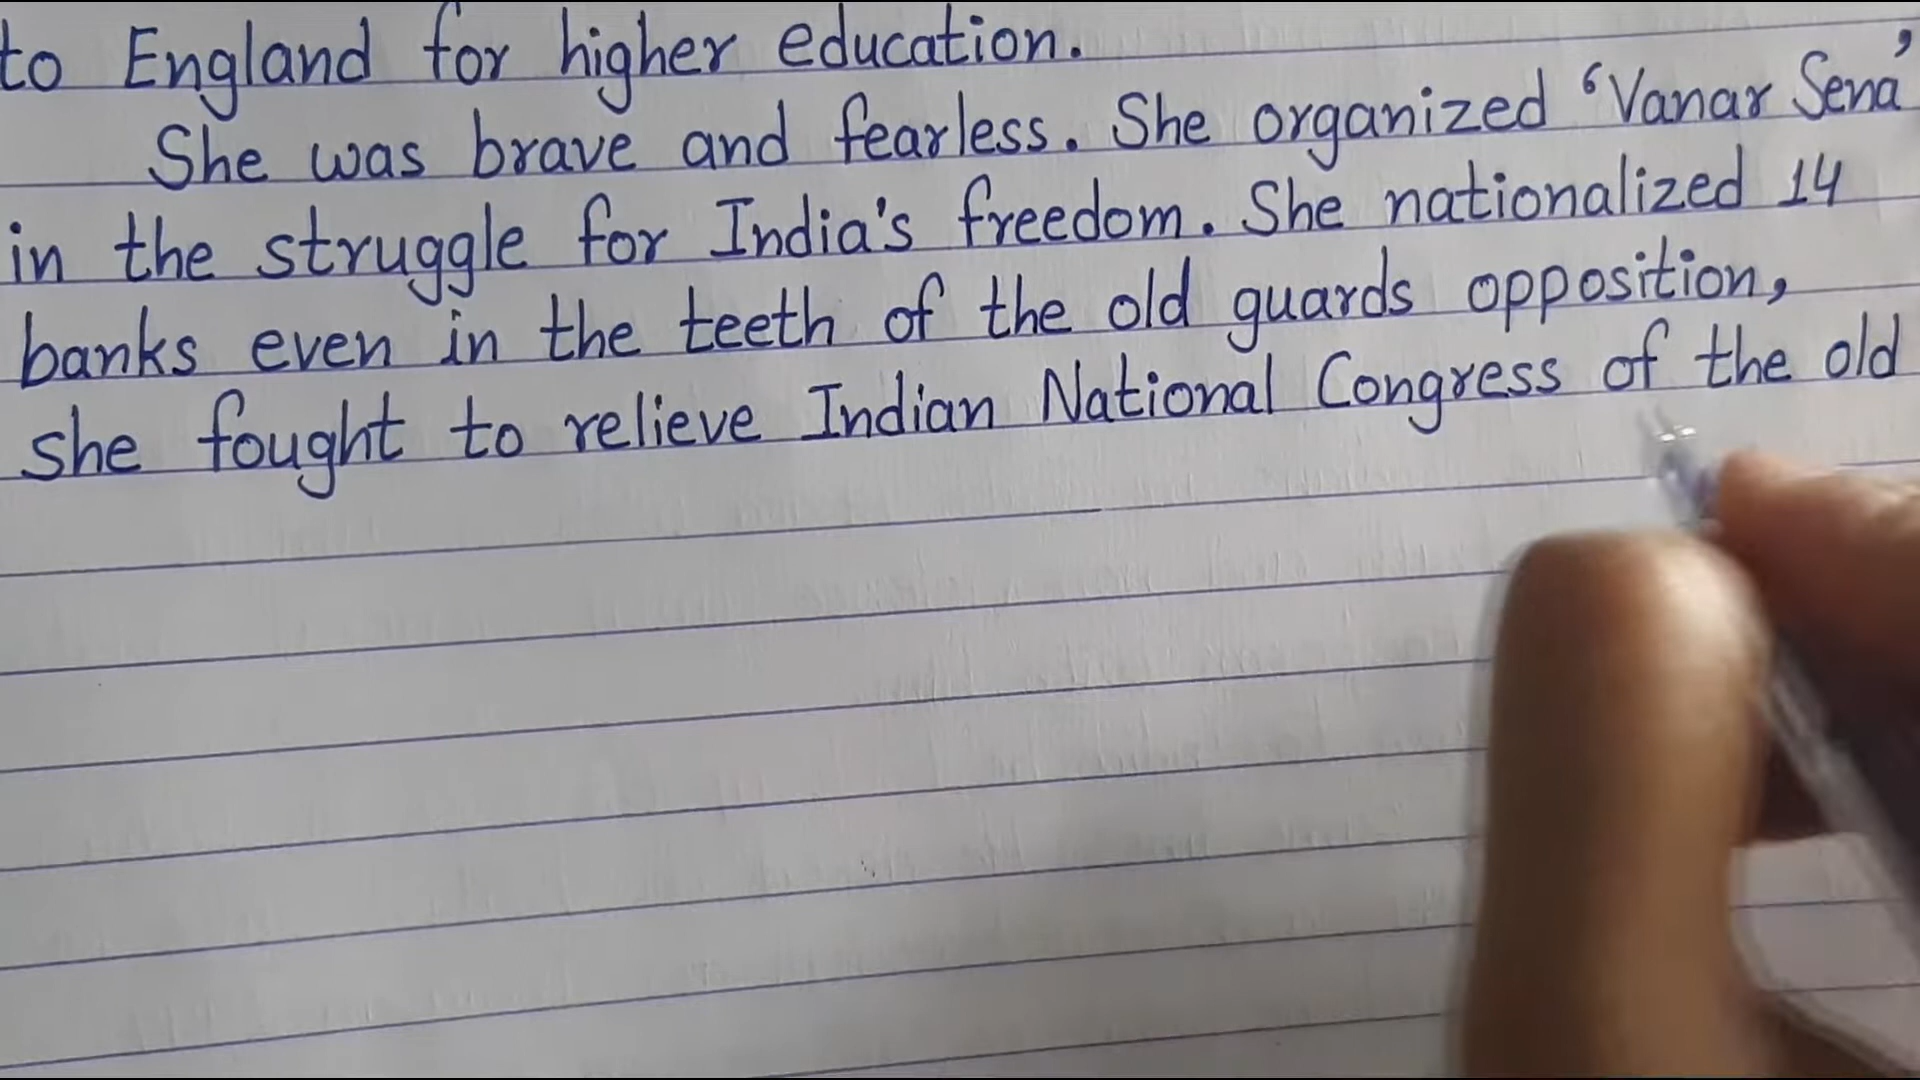 to England for higher education.
She was brave and fearless. She organized ‘Vanar Sena’
in the struggle for India's freedom. She nationalized 14
banks even in the teeth of the old guards opposition,
she fought to relieve Indian National Congress of the old